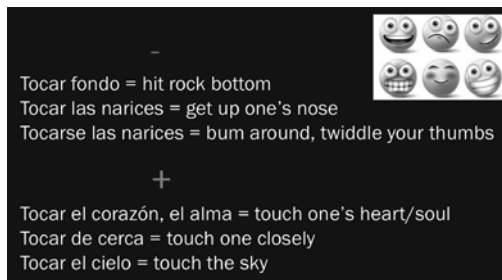 -
Tocar fondo = hit rock bottom
Tocar las narices = get up one's nose
Tocarse las narices = bum around, twiddle your thumbs
+
Tocar el corazón, el alma = touch one's heart/soul
Tocar de cerca = touch one closely
Tocar el cielo = touch the sky